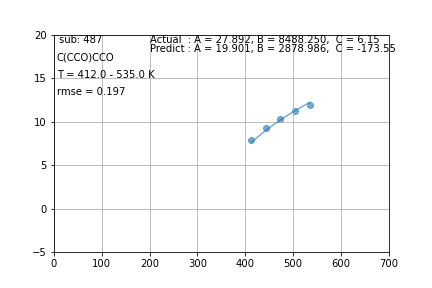 sub: 487
Actual : A = 27.892, B = 8488.250, C = 6.15
Predict : A = 19.901, B = 2878.986, C = -173.55
C(CCO)CCO
T = 412.0 - 535.0 K
rmse = 0.197
20
15
10
5
0
−5
0 100 200 300 400 500 600 700